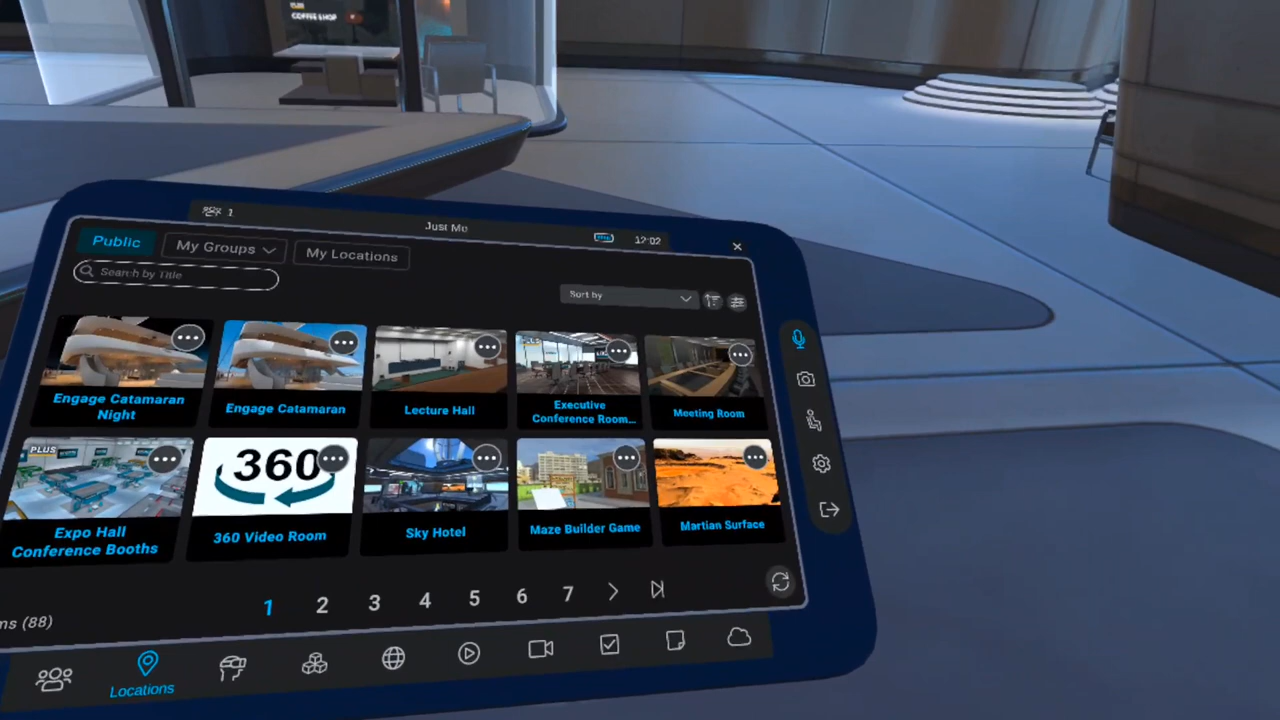 PLUS
COFFEE SHOP
1
Just Me
12:02
Public
My Groups
My Locations
Search by Title
Sort by
Engage Catamaran
Night
Engage Catamaran
Lecture Hall
Executive
Conference Room...
Meeting Room
PLUS
Expo Hall
Conference Booths
360
360 Video Room
Sky Hotel
Maze Builder Game
Martian Surface
ms (88)
1 2 3 4 5 6 7
Locations